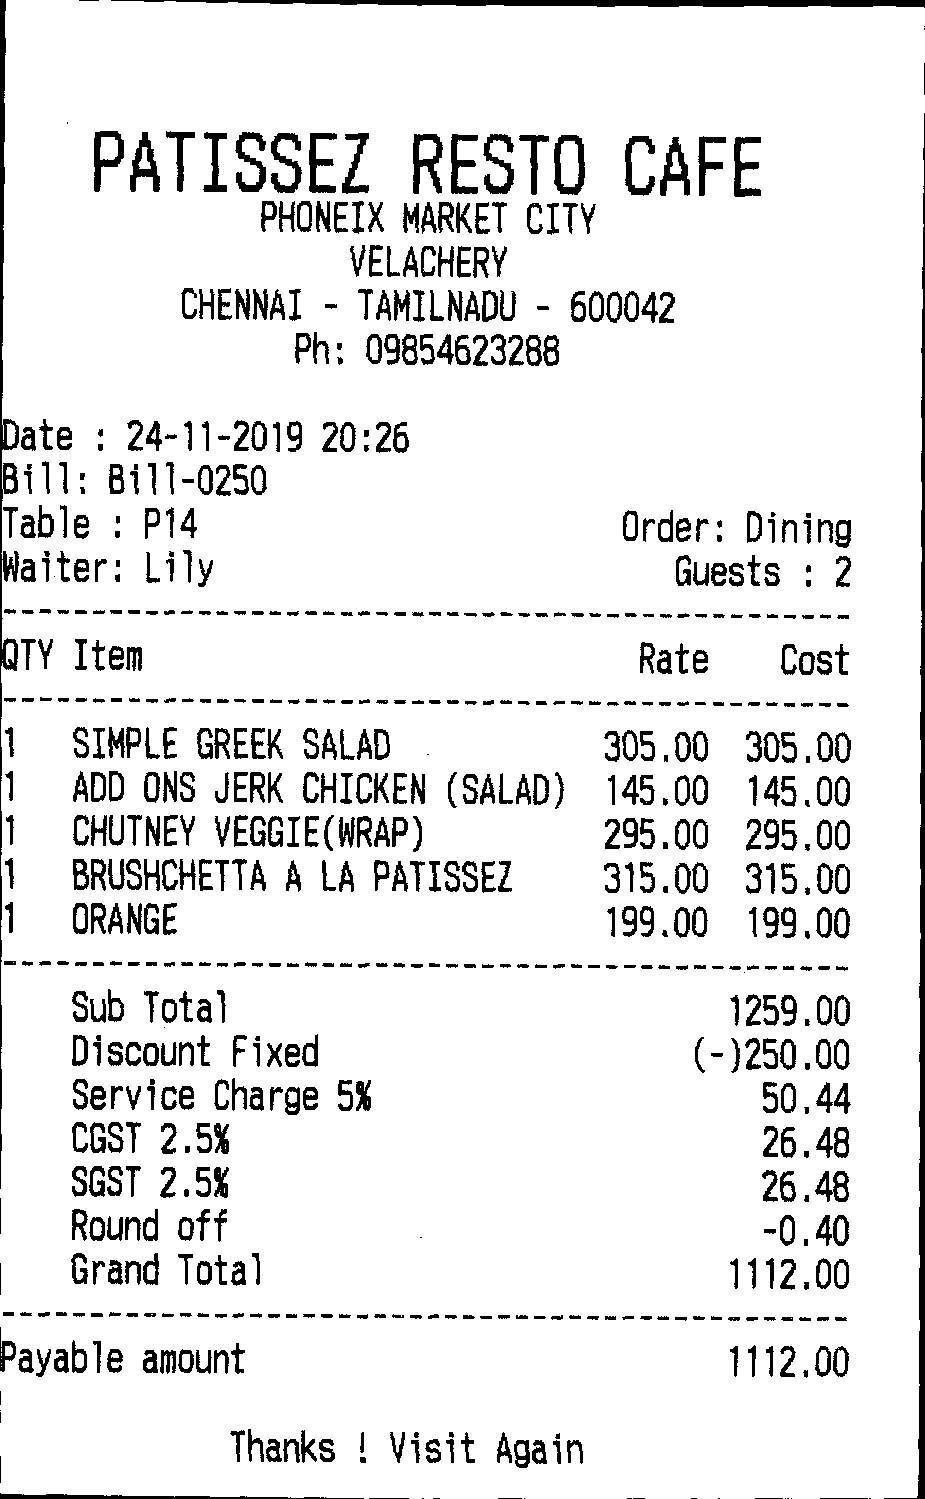 PATISSEZ RESTO CAFE
PHONEIX MARKET CITY
VELACHERY
CHENNAI - TAMILNADU - 600042
Ph: 09854623288
Date : 24-11-2019 20:26
Bill: Bill-0250
Table : P14 Order: Dining
Waiter: Lily Guests : 2
QTY Item Rate Cost
1 SIMPLE GREEK SALAD 305.00 305.00
1 ADD ONS JERK CHICKEN (SALAD) 145.00 145.00
1 CHUTNEY VEGGIE(WRAP) 295.00 295.00
1 BRUSHCHETTA A LA PATISSEZ 315.00 315.00
1 ORANGE 199.00 199.00
Sub Total 1259.00
Discount Fixed (-)250.00
Service Charge 5% 50.44
CGST 2.5% 26.48
SGST 2.5% 26.48
Round off -0.40
Grand Total 1112.00
Payable amount 1112.00
Thanks ! Visit Again